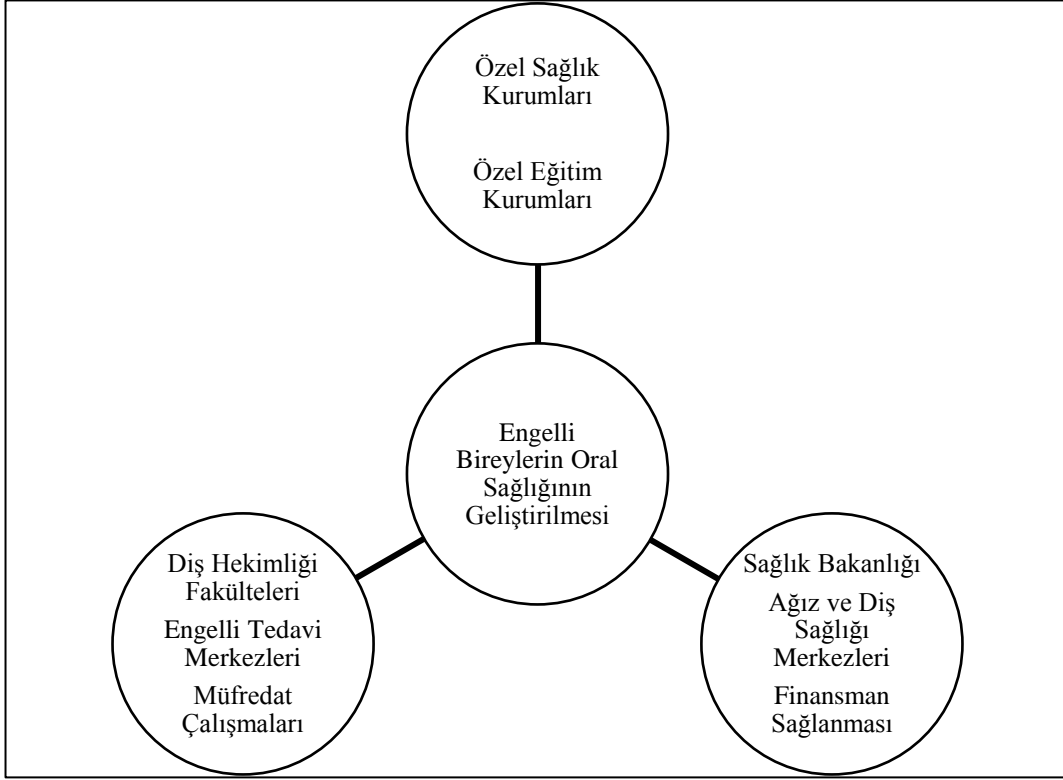 Özel Sağlık
Kurumları
Özel Eğitim
Kurumları
Engelli
Bireylerin Oral
Sağlığının
Geliştirilmesi
Diş Hekimliği
Fakülteleri
Engelli Tedavi
Merkezleri
Müfredat
Çalışmaları
Sağlık Bakanlığı
Ağız ve Diş
Sağlığı
Merkezleri
Finansman
Sağlanması